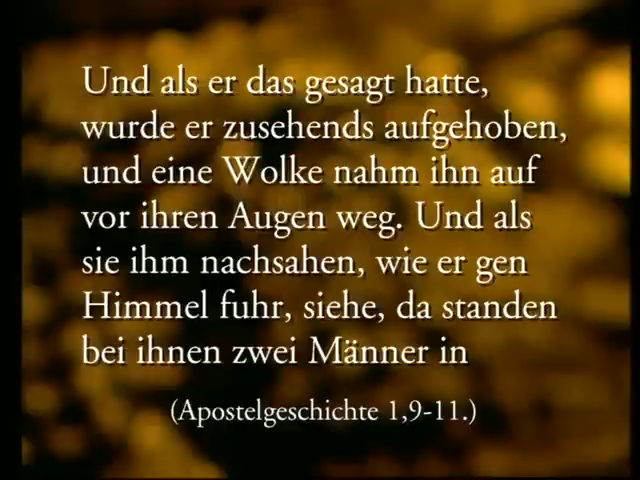 Und als er das gesagt hatte,
wurde er zusehends aufgehoben,
und eine Wolke nahm ihn auf
vor ihren Augen weg. Und als
sie ihm nachsahen, wie er gen
Himmel fuhr, siehe, da standen
bei ihnen zwei Männer in
(Apostelgeschichte 1,9-11.)